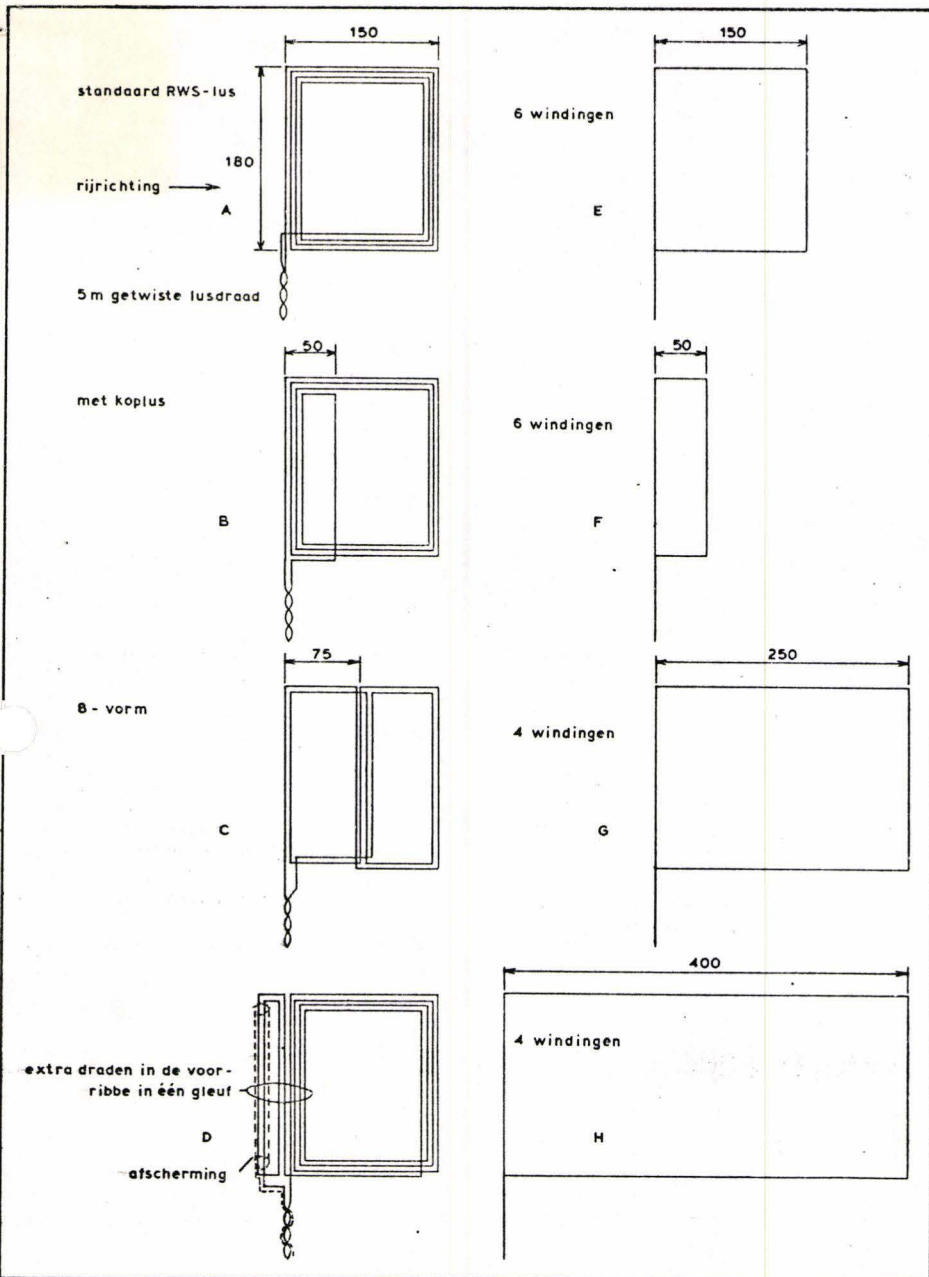 150
standaard RWS-lus
180
rijrichting
A
5m getwiste lusdraad
150
6 windingen
E
50
met koplus
B
50
6 windingen
F
75
8 - vorm
C
250
4 windingen
G
extra draden in de voor-
ribbe in één gleuf
D
afscherming
400
4 windingen
H